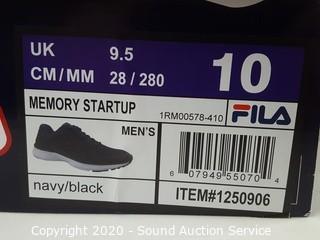 UK 9.5
CM/MM 28 / 280
10
MEMORY STARTUP
1RM00578-410
FILA
MEN'S
6 07949 55070 4
navy/black
ITEM#1250906
Copyright 2020 - Sound Auction Service